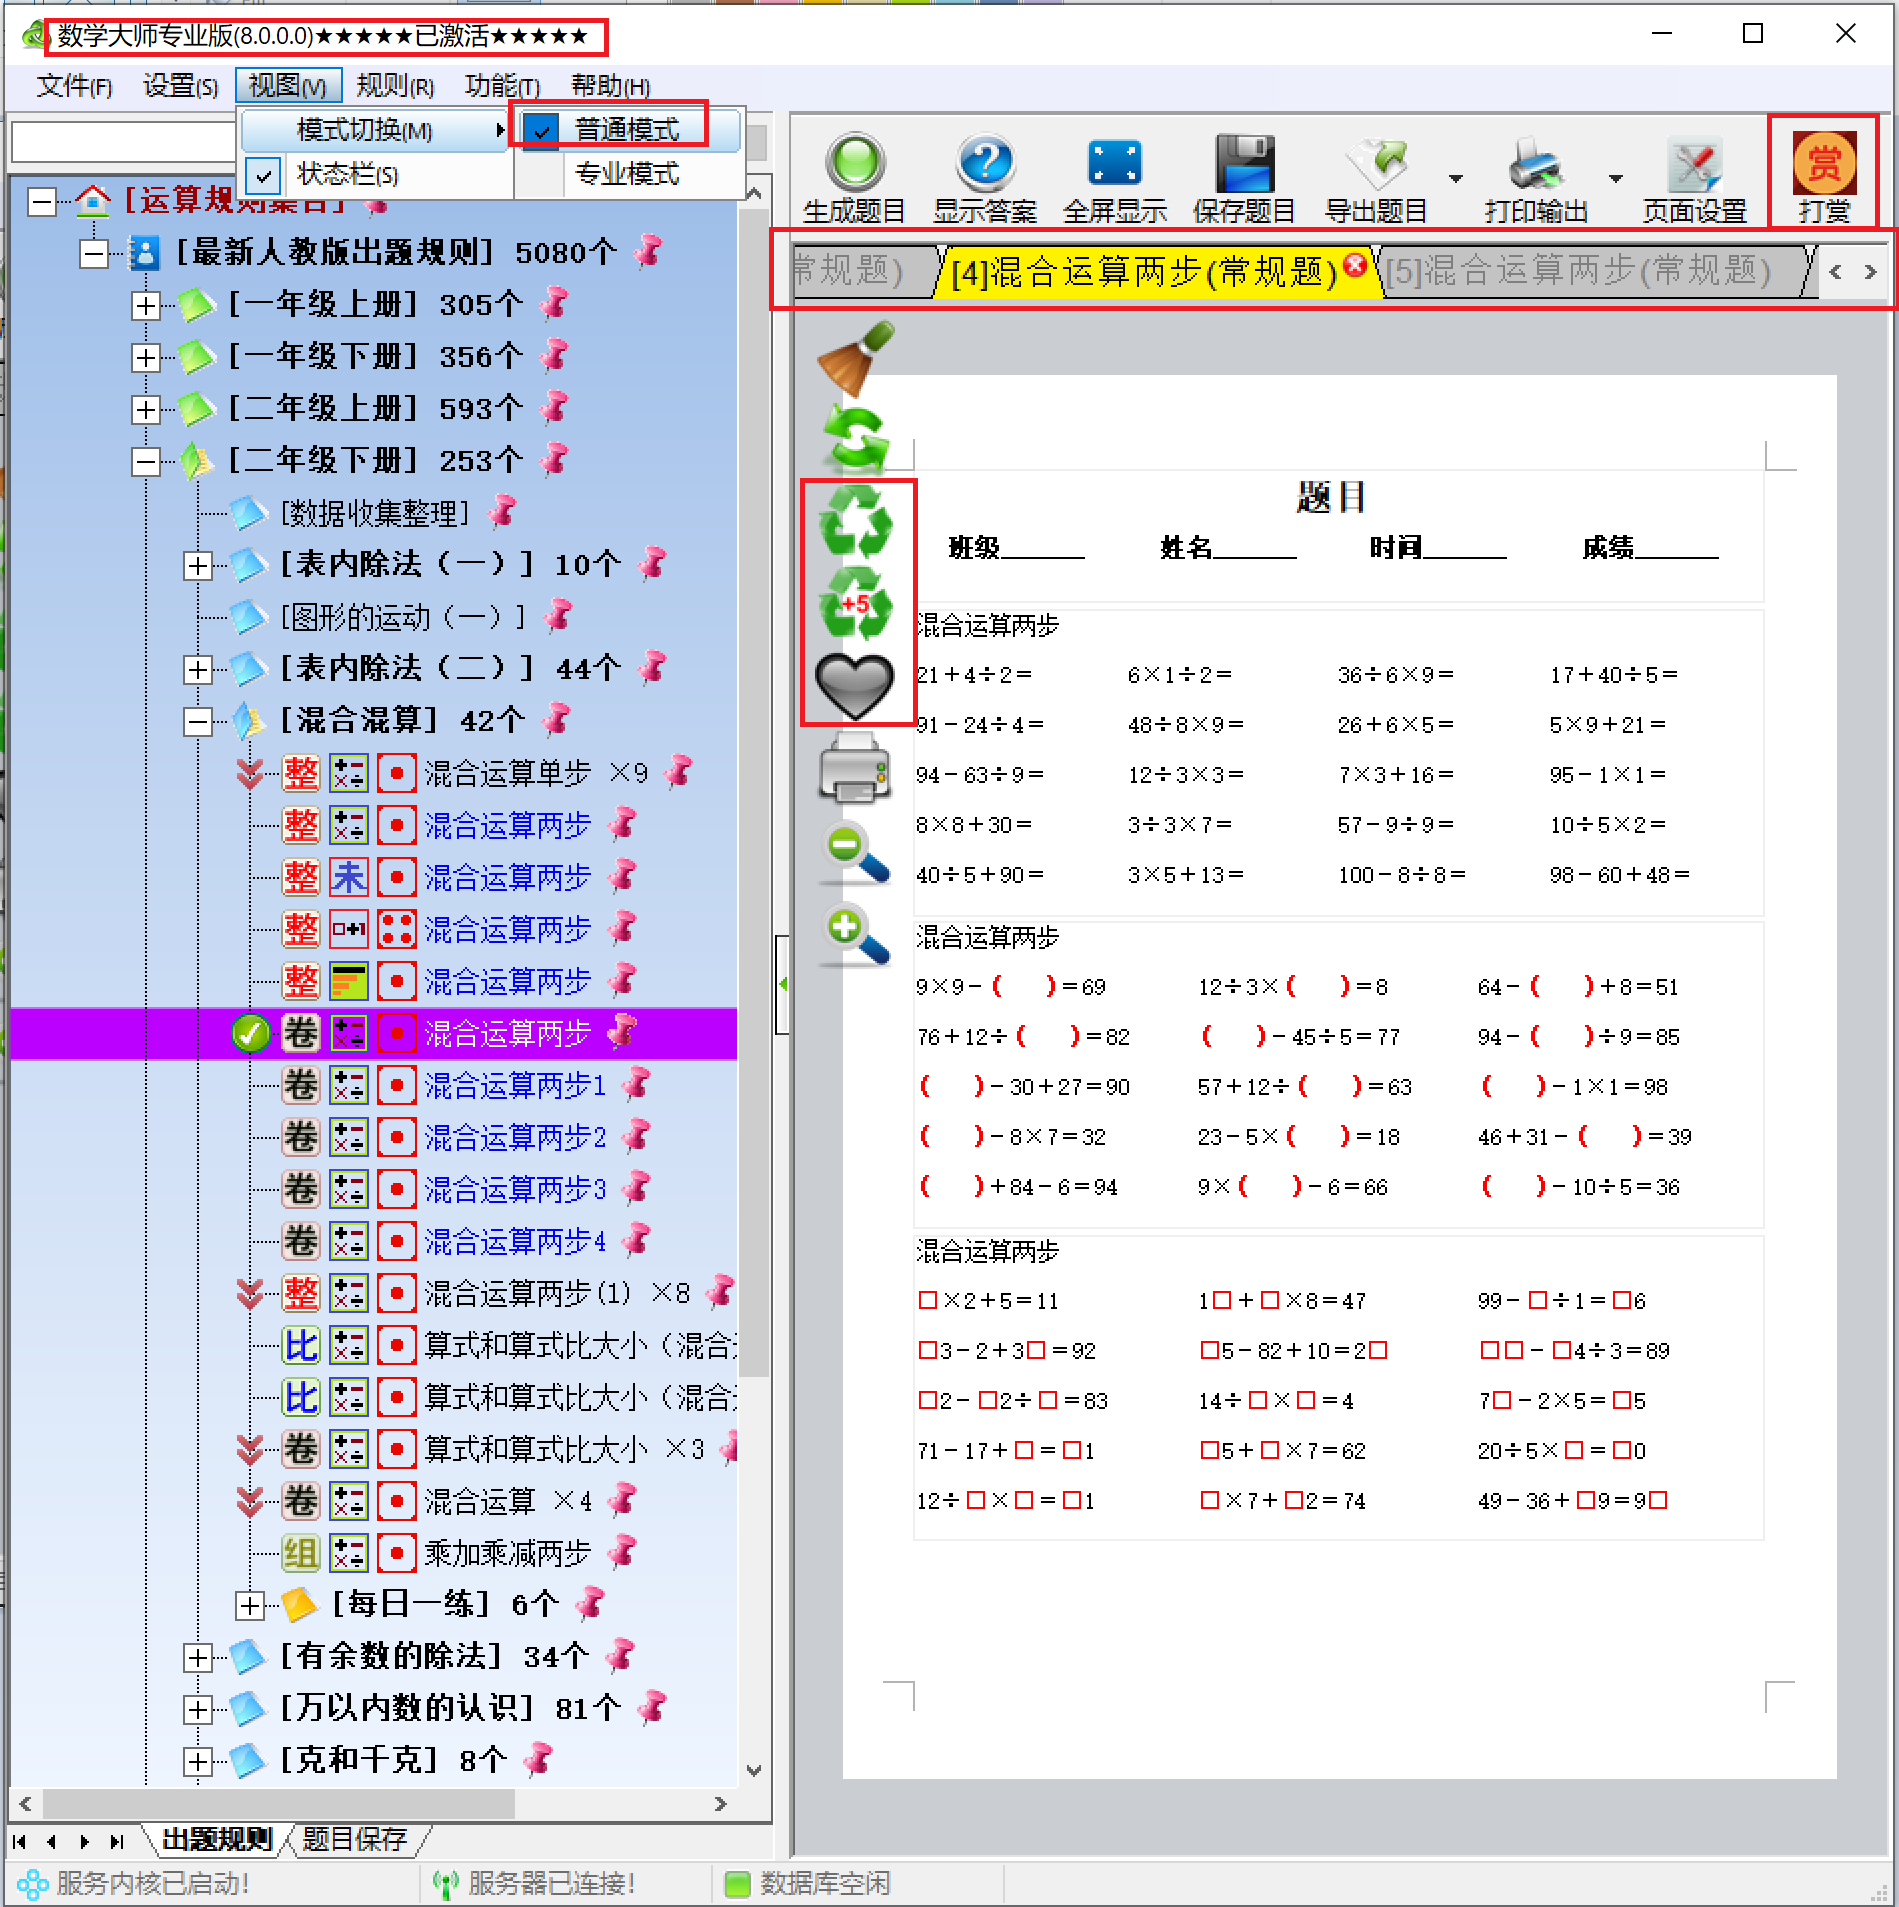 数学大师专业版(8.0.0.0)★★★★★已激活★★★★★
文件(F) 设置(S) 视图(V) 规则(R) 功能(T) 帮助(H)
模式切换(M) 普通模式
状态栏(S) 专业模式
生成题目 显示答案 全屏显示 保存题目 导出题目 打印输出 页面设置 打赏
赏
常规题) [4]混合运算两步(常规题) [5]混合运算两步(常规题)
[运算规则集合]
[最新人教版出题规则] 5080个
[一年级上册] 305个
[一年级下册] 356个
[二年级上册] 593个
[二年级下册] 253个
[数据收集整理]
[表内除法（一）] 10个
[图形的运动（一）]
[表内除法（二）] 44个
[混合混算] 42个
整 混合运算单步 ×9
整 混合运算两步
整 未 混合运算两步
整 □+1 混合运算两步
整 混合运算两步
卷 混合运算两步
卷 混合运算两步1
卷 混合运算两步2
卷 混合运算两步3
卷 混合运算两步4
整 混合运算两步(1) ×8
比 算式和算式比大小（混合
比 算式和算式比大小（混合
卷 算式和算式比大小 ×3
卷 混合运算 ×4
组 乘加乘减两步
[每日一练] 6个
[有余数的除法] 34个
[万以内数的认识] 81个
[克和千克] 8个
出题规则 题目保存
服务内核已启动! 服务器已连接! 数据库空闲
+5
题目
班级______ 姓名______ 时间______ 成绩______
混合运算两步
21+4÷2= 6×1÷2= 36÷6×9= 17+40÷5=
91-24÷4= 48÷8×9= 26+6×5= 5×9+21=
94-63÷9= 12÷3×3= 7×3+16= 95-1×1=
8×8+30= 3÷3×7= 57-9÷9= 10÷5×2=
40÷5+90= 3×5+13= 100-8÷8= 98-60+48=
混合运算两步
9×9-( )=69 12÷3×( )=8 64-( )+8=51
76+12÷( )=82 ( )-45÷5=77 94-( )÷9=85
( )-30+27=90 57+12÷( )=63 ( )-1×1=98
( )-8×7=32 23-5×( )=18 46+31-( )=39
( )+84-6=94 9×( )-6=66 ( )-10÷5=36
混合运算两步
□×2+5=11 1□+□×8=47 99-□÷1=□6
□3-2+3□=92 □5-82+10=2□ □□-□4÷3=89
□2-□2÷□=83 14÷□×□=4 7□-2×5=□5
71-17+□=□1 □5+□×7=62 20÷5×□=□0
12÷□×□=□1 □×7+□2=74 49-36+□9=9□